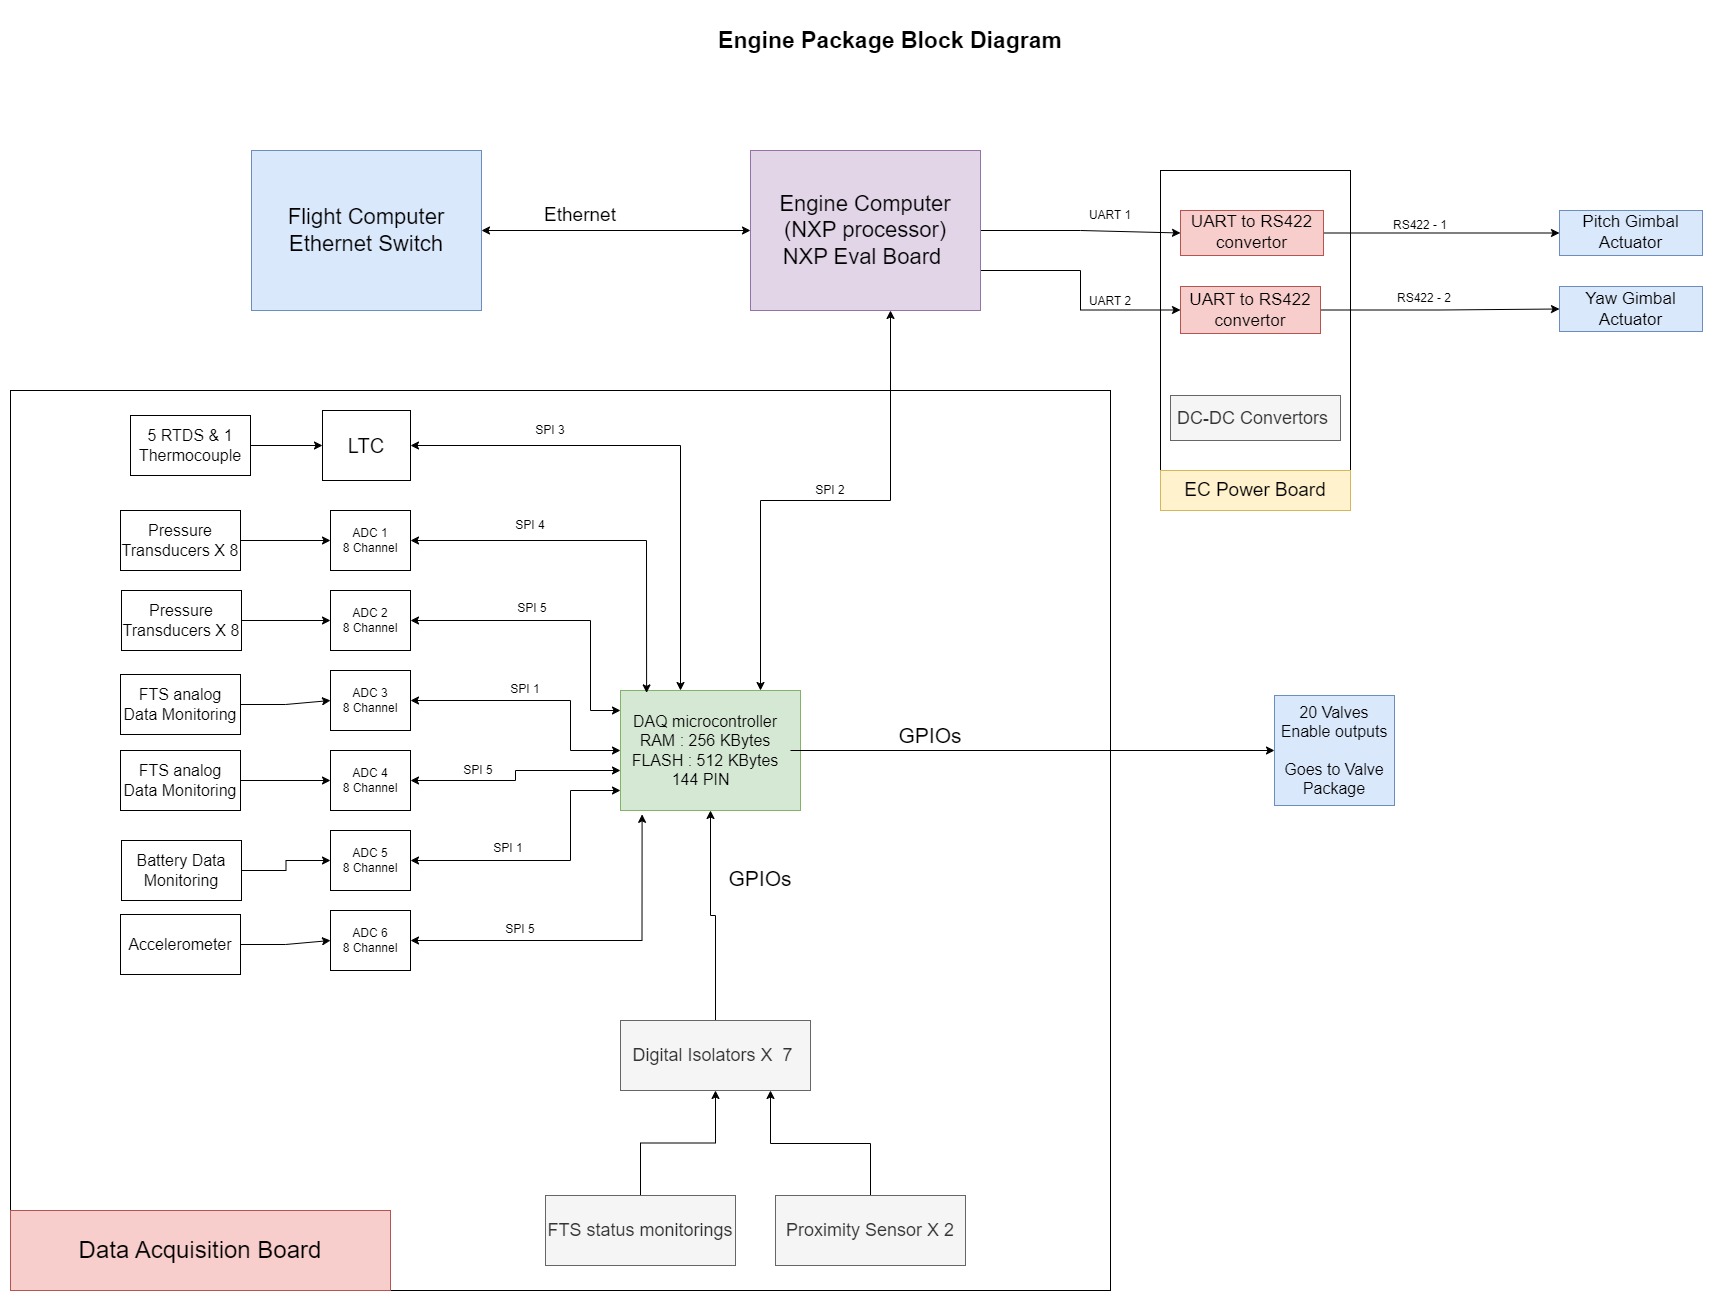 Engine Package Block Diagram
Flight Computer
Ethernet Switch
Ethernet
Engine Computer
(NXP processor)
NXP Eval Board
UART 1
UART 2
UART to RS422
convertor
UART to RS422
convertor
RS422 - 1
RS422 - 2
Pitch Gimbal
Actuator
Yaw Gimbal
Actuator
DC-DC Convertors
EC Power Board
5 RTDS & 1
Thermocouple
LTC
SPI 3
SPI 2
Pressure
Transducers X 8
ADC 1
8 Channel
SPI 4
Pressure
Transducers X 8
ADC 2
8 Channel
SPI 5
FTS analog
Data Monitoring
ADC 3
8 Channel
SPI 1
FTS analog
Data Monitoring
ADC 4
8 Channel
SPI 5
Battery Data
Monitoring
ADC 5
8 Channel
SPI 1
Accelerometer
ADC 6
8 Channel
SPI 5
DAQ microcontroller
RAM : 256 KBytes
FLASH : 512 KBytes
144 PIN
GPIOs
20 Valves
Enable outputs
Goes to Valve
Package
GPIOs
Digital Isolators X  7
FTS status monitorings
Proximity Sensor X 2
Data Acquisition Board